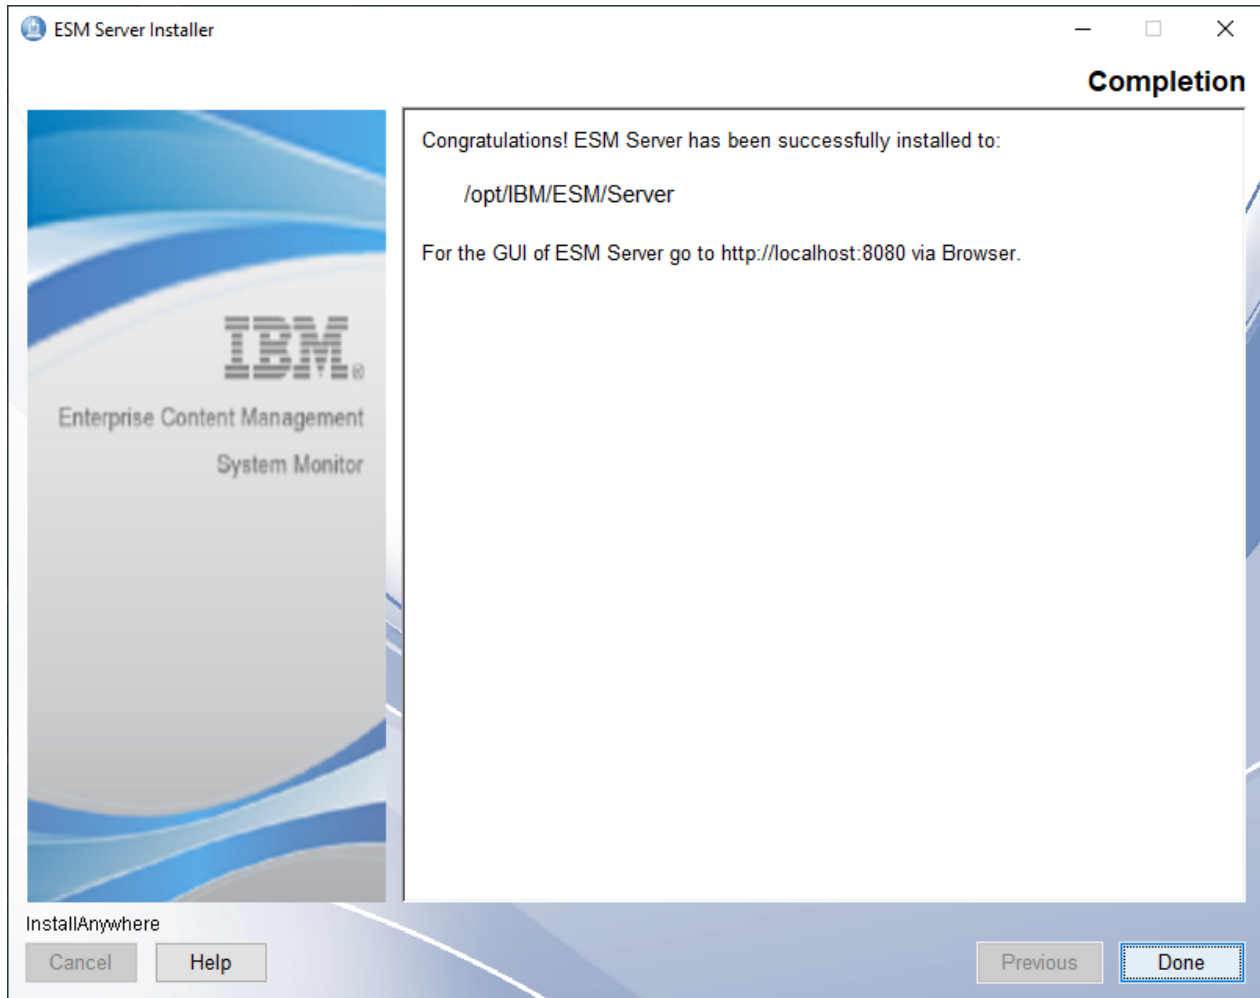 ESM Server Installer
Completion
Congratulations! ESM Server has been successfully installed to:
/opt/IBM/ESM/Server
For the GUI of ESM Server go to http://localhost:8080 via Browser.
IBM®
Enterprise Content Management
System Monitor
InstallAnywhere
Cancel
Help
Previous
Done